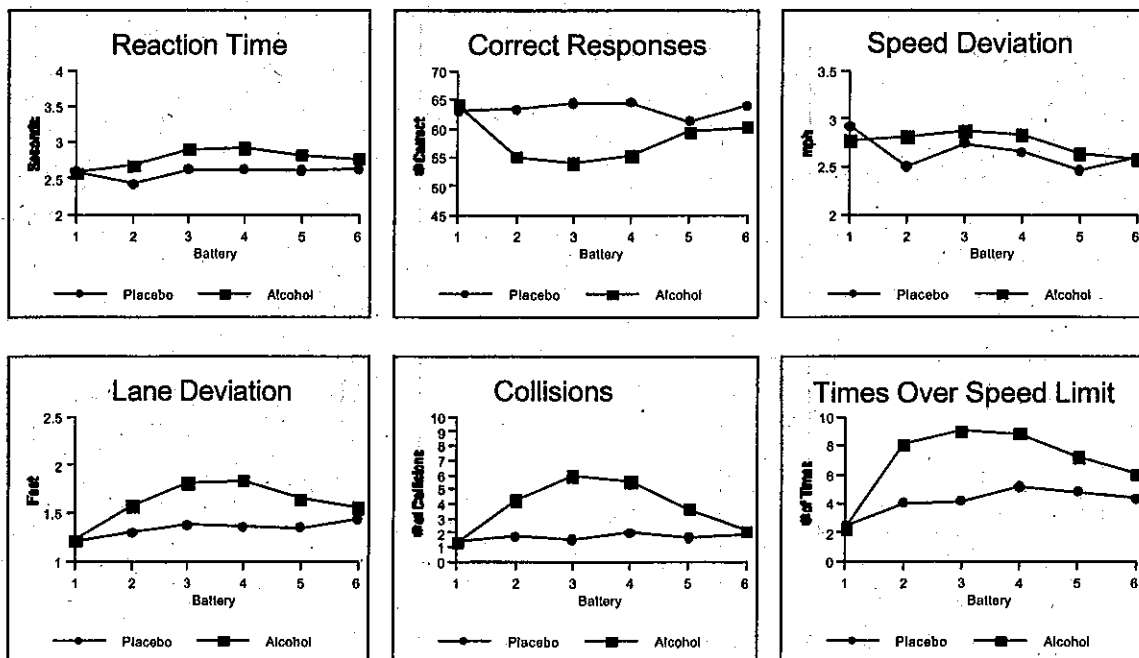 Reaction Time
4
3.5
3
2.5
2
Seconds
1 2 3 4 5 6
Battery
Placebo Alcohol
Correct Responses
70
65
60
55
50
45
# Correct
1 2 3 4 5 6
Battery
Placebo Alcohol
Speed Deviation
3.5
3
2.5
2
mph
1 2 3 4 5 6
Battery
Placebo Alcohol
Lane Deviation
2.5
2
1.5
1
Feet
1 2 3 4 5 6
Battery
Placebo Alcohol
Collisions
10
9
8
7
6
5
4
3
2
1
0
# of Collisions
1 2 3 4 5 6
Battery
Placebo Alcohol
Times Over Speed Limit
10
8
6
4
2
0
# of Times
1 2 3 4 5 6
Battery
Placebo Alcohol